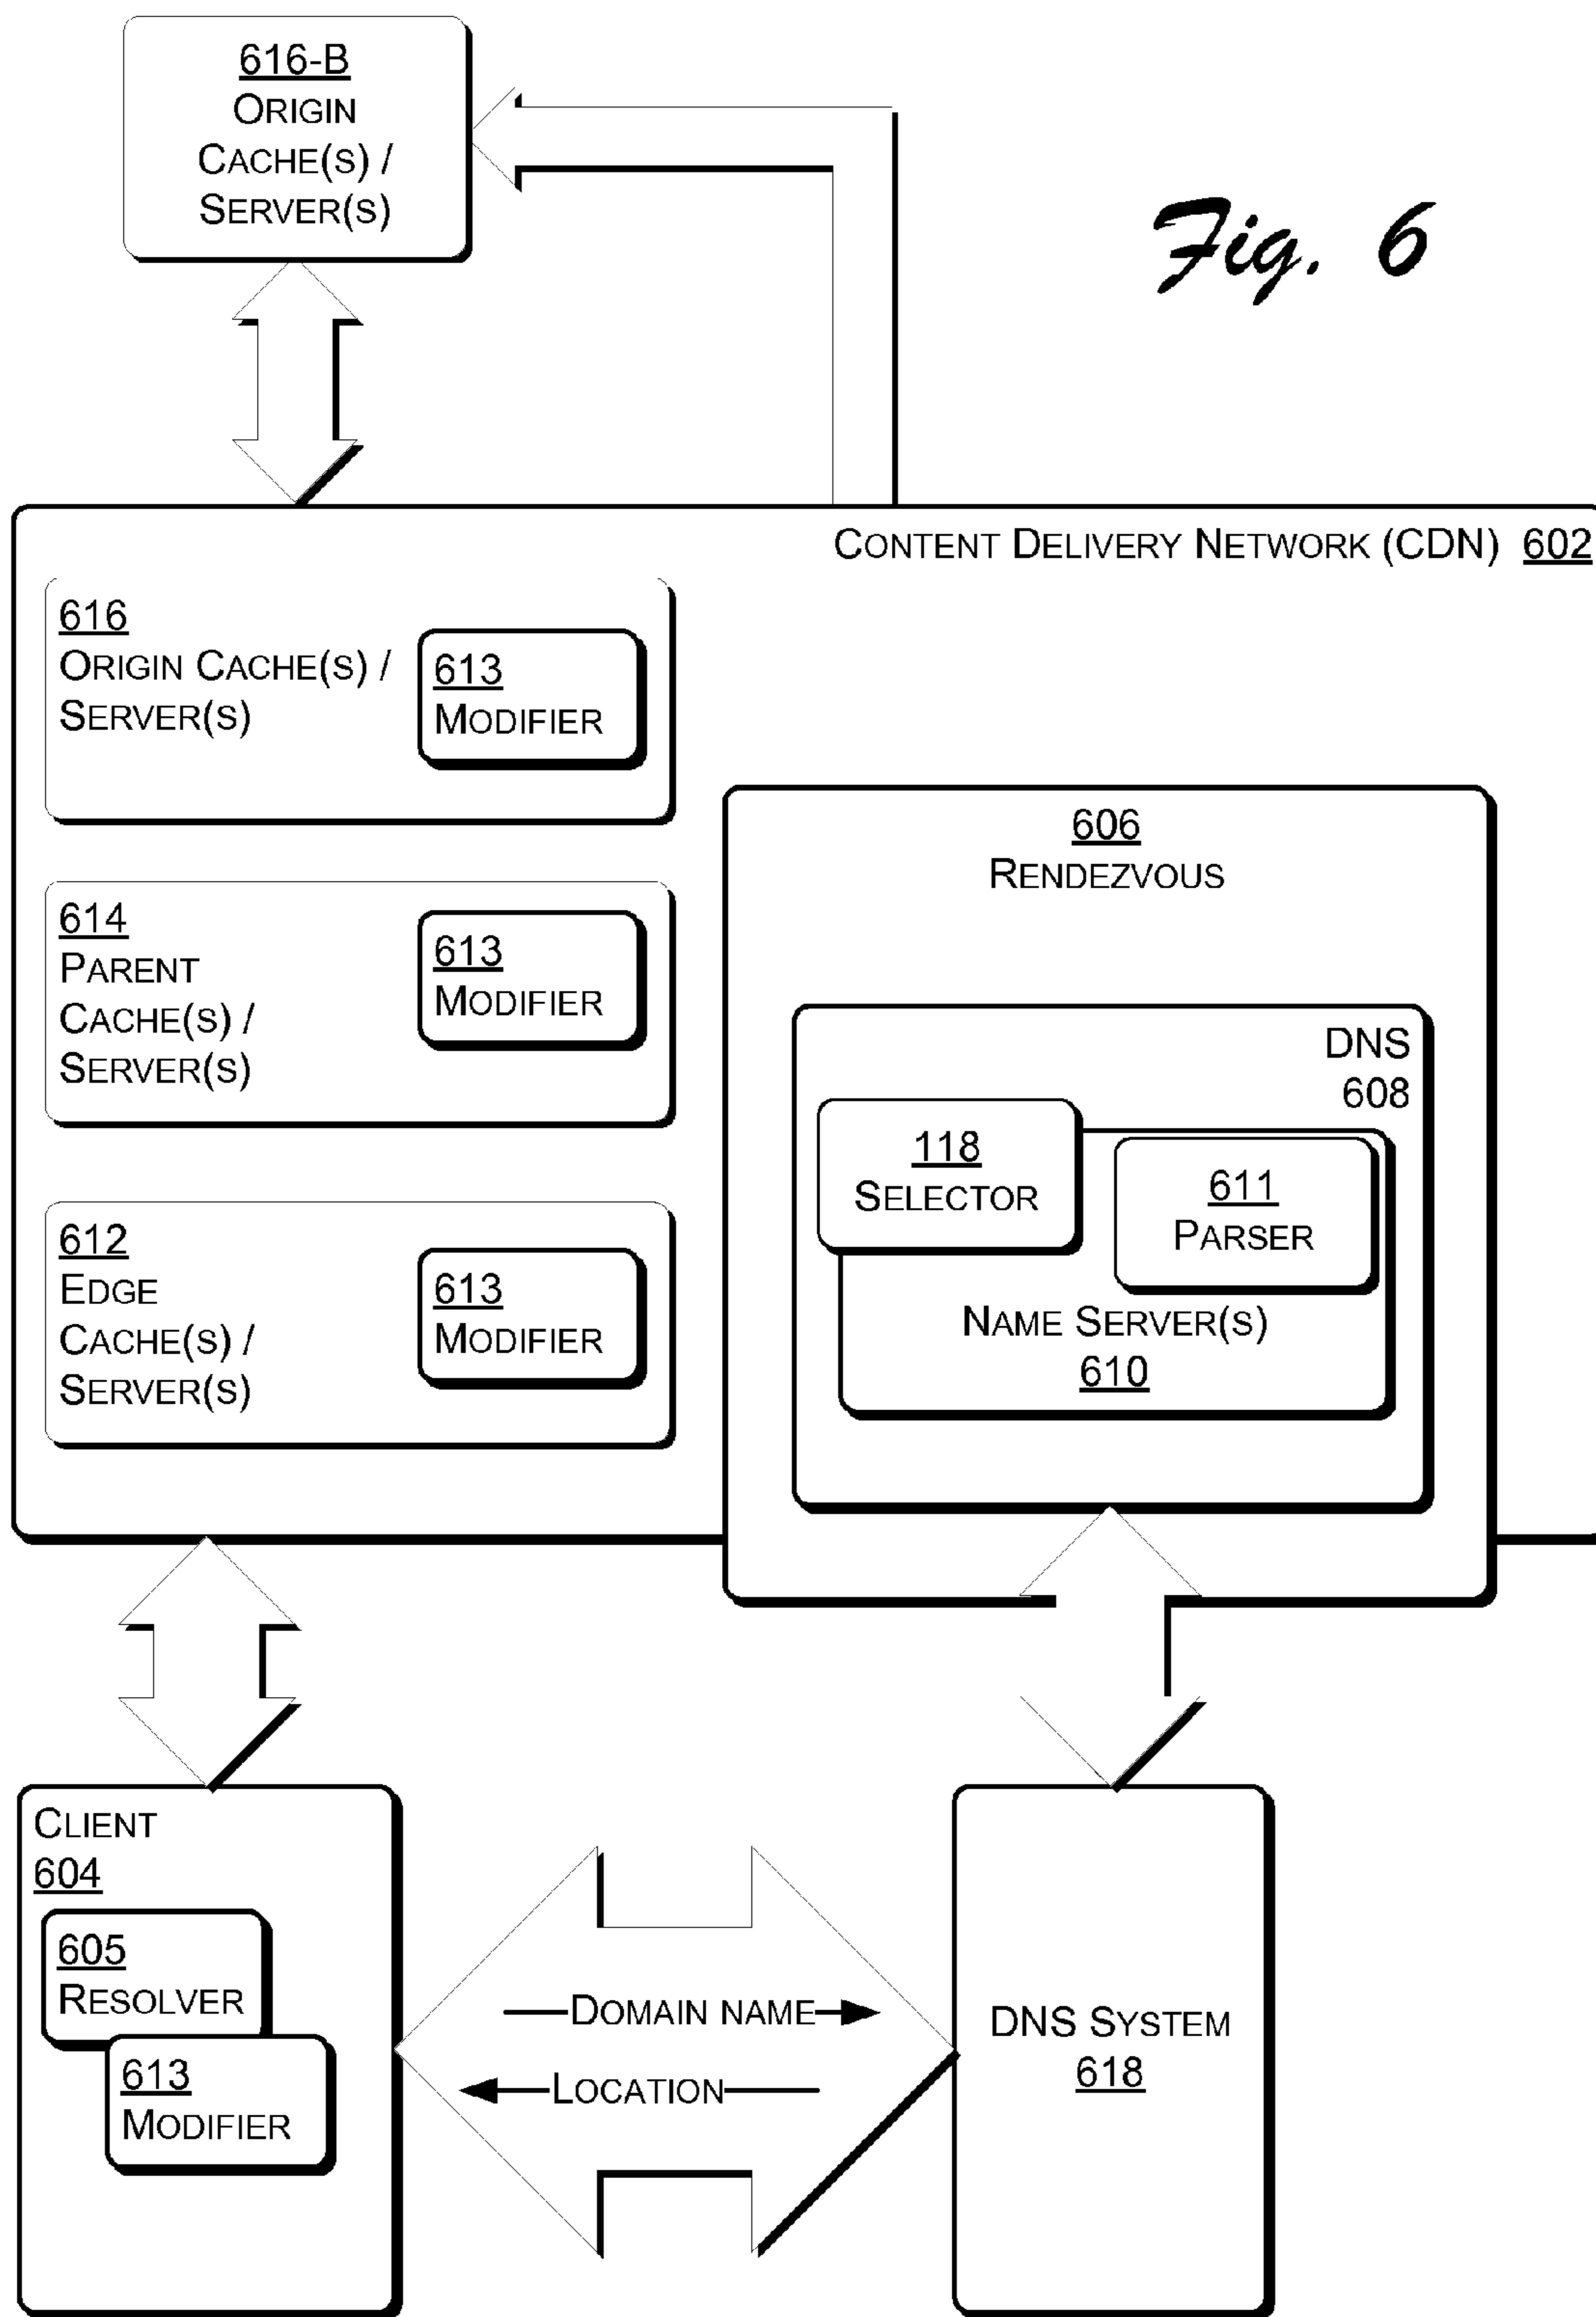 616-B
ORIGIN
CACHE(S) /
SERVER(S)
Fig. 6
CONTENT DELIVERY NETWORK (CDN) 602
616
ORIGIN CACHE(S) /
SERVER(S)
613
MODIFIER
614
PARENT
CACHE(S) /
SERVER(S)
613
MODIFIER
612
EDGE
CACHE(S) /
SERVER(S)
613
MODIFIER
606
RENDEZVOUS
DNS
608
118
SELECTOR
611
PARSER
NAME SERVER(S)
610
CLIENT
604
605
RESOLVER
613
MODIFIER
DOMAIN NAME
LOCATION
DNS SYSTEM
618